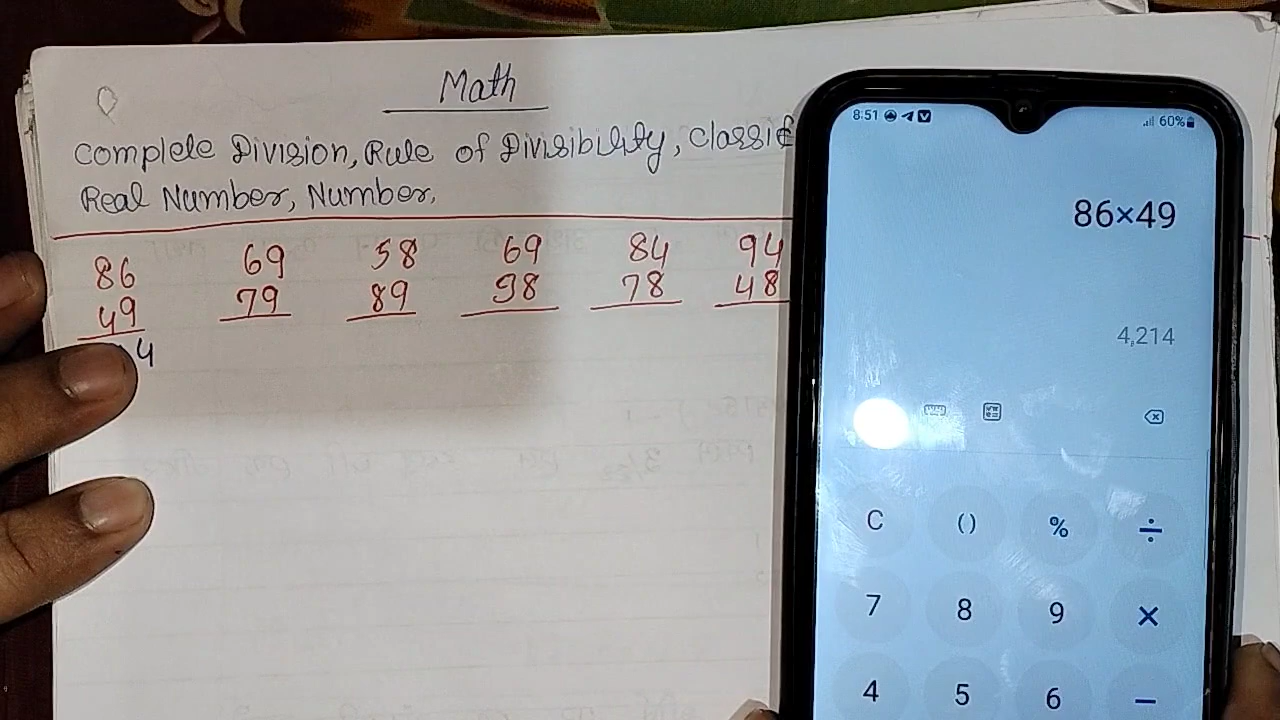 Math
Complete Division, Rule of Divisibility, Classif
Real Number, Number,
86 69 58 69 84 94
49 79 89 98 78 48
4
8:51 60%
86×49
4,214
C () % ÷
7 8 9 ×
4 5 6 −